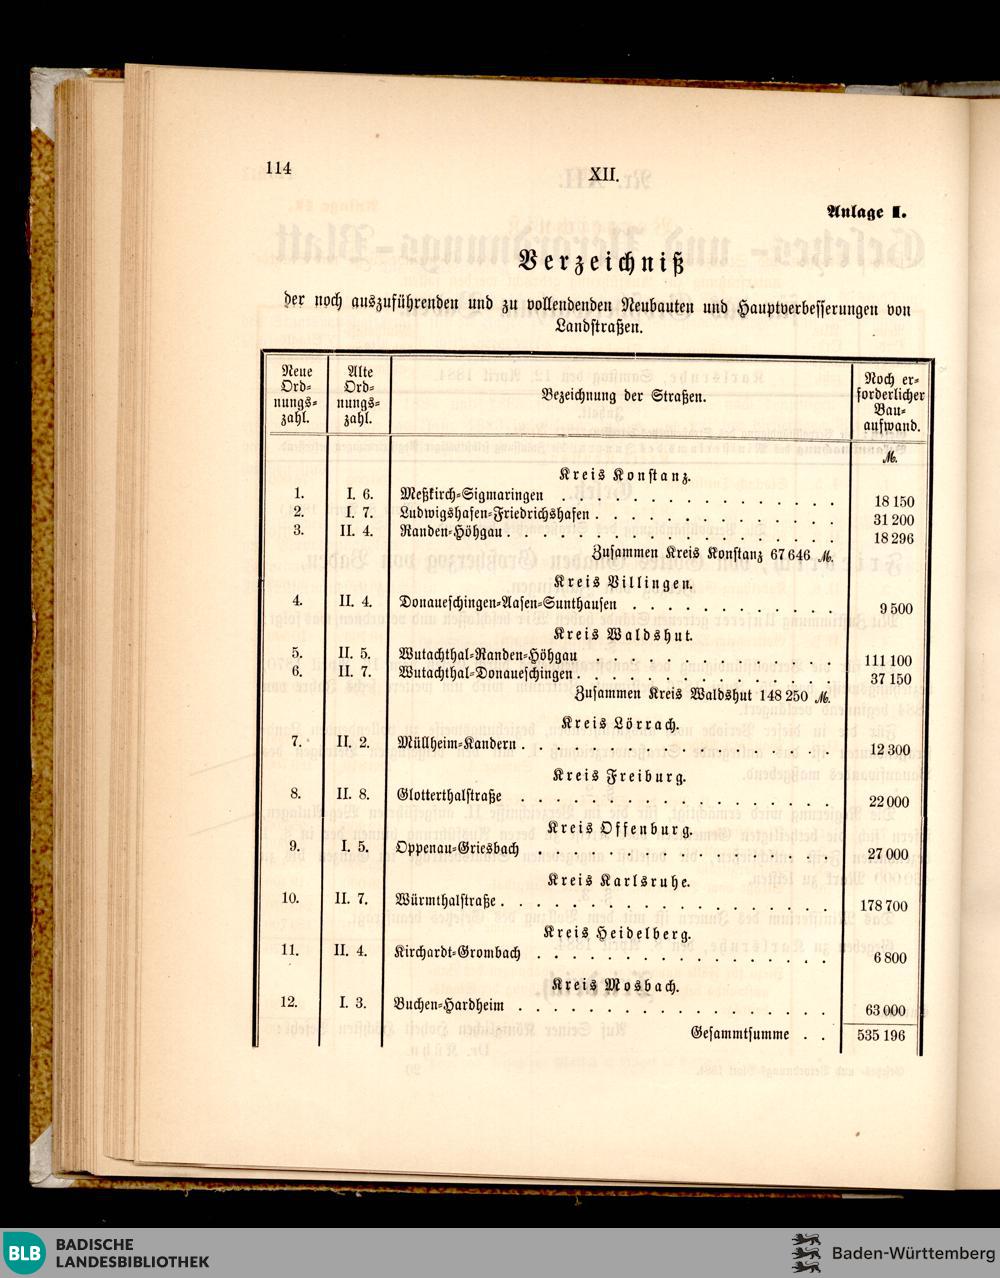 114
XII.
Anlage I.
Verzeichniß
der noch auszuführenden und zu vollendenden Neubauten und Hauptverbesserungen von
Landstraßen.
Neue Ord=nungs=zahl. Alte Ord=nungs=zahl. Bezeichnung der Straßen. Noch er=forderlicher Bau=aufwand.
M.
Kreis Konstanz.
1. I. 6. Meßkirch=Sigmaringen . . . . . . . . . . . . . . . 18 150
2. I. 7. Ludwigshafen=Friedrichshafen . . . . . . . . . . . . . 31 200
3. II. 4. Randen=Höhgau . . . . . . . . . . . . . . . . . 18 296
Zusammen Kreis Konstanz 67 646 M.
Kreis Villingen.
4. II. 4. Donaueschingen=Aasen=Sunthausen . . . . . . . . . . . 9 500
Kreis Waldshut.
5. II. 5. Wutachthal=Randen=Höhgau . . . . . . . . . . . . . 111 100
6. II. 7. Wutachthal=Donaueschingen . . . . . . . . . . . . . 37 150
Zusammen Kreis Waldshut 148 250 M.
Kreis Lörrach.
7. II. 2. Müllheim=Kandern . . . . . . . . . . . . . . . . 12 300
Kreis Freiburg.
8. II. 8. Glotterthalstraße . . . . . . . . . . . . . . . . . 22 000
Kreis Offenburg.
9. I. 5. Oppenau=Griesbach . . . . . . . . . . . . . . . . 27 000
Kreis Karlsruhe.
10. II. 7. Würmthalstraße . . . . . . . . . . . . . . . . . 178 700
Kreis Heidelberg.
11. II. 4. Kirchardt=Grombach . . . . . . . . . . . . . . . . 6 800
Kreis Mosbach.
12. I. 3. Buchen=Hardheim . . . . . . . . . . . . . . . . . 63 000
Gesammtsumme . . 535 196
BLB BADISCHE
LANDESBIBLIOTHEK
Baden-Württemberg